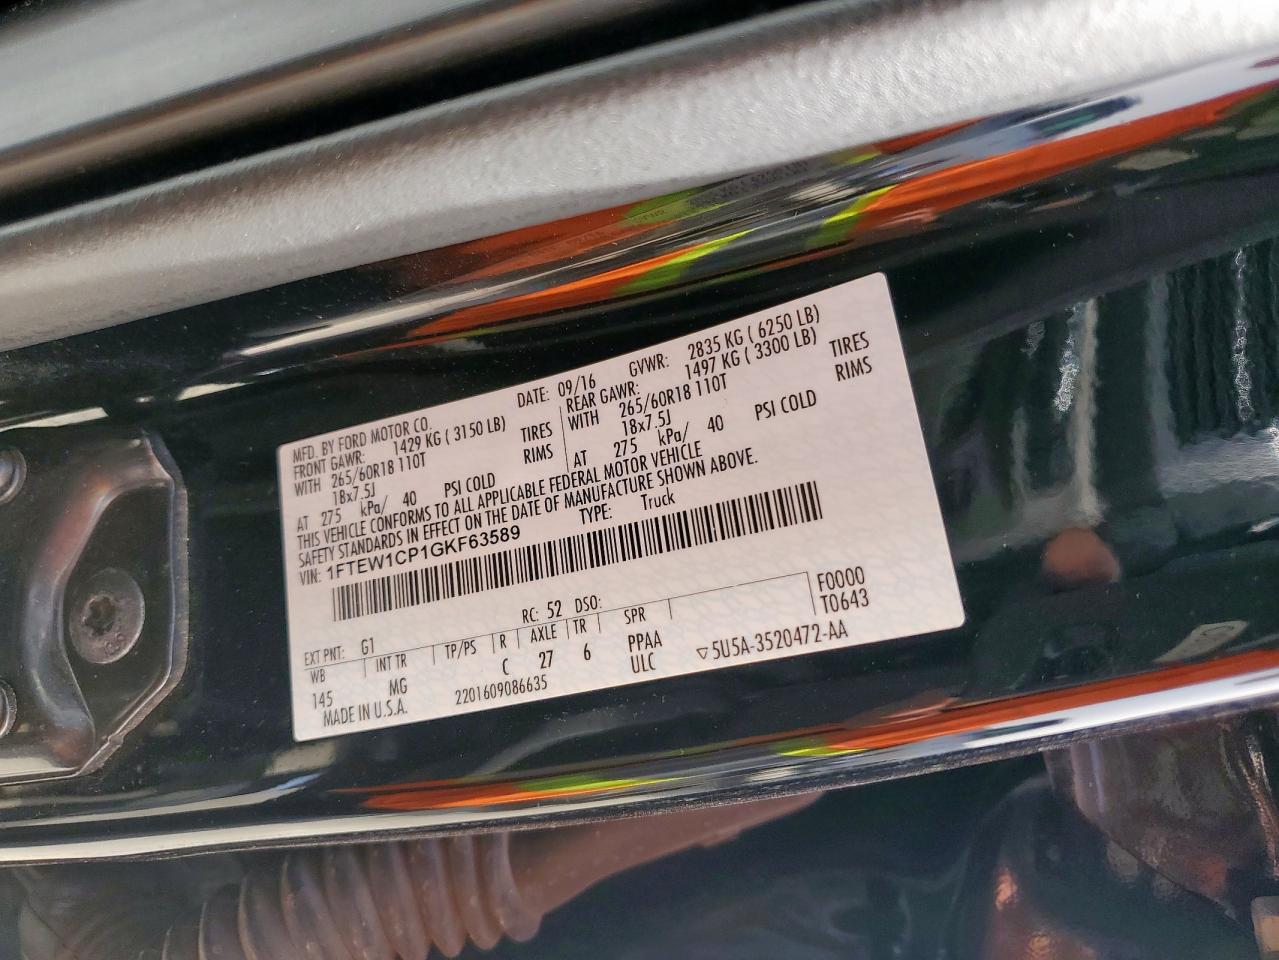 MFD. BY FORD MOTOR CO.
DATE: 09/16 GVWR: 2835 KG ( 6250 LB)
FRONT GAWR: 1429 KG ( 3150 LB) REAR GAWR: 1497 KG ( 3300 LB)
WITH 265/60R18 110T TIRES WITH 265/60R18 110T TIRES
18x7.5J RIMS 18x7.5J RIMS
AT 275 kPa/ 40 PSI COLD AT 275 kPa/ 40 PSI COLD
THIS VEHICLE CONFORMS TO ALL APPLICABLE FEDERAL MOTOR VEHICLE
SAFETY STANDARDS IN EFFECT ON THE DATE OF MANUFACTURE SHOWN ABOVE.
VIN: 1FTEW1CP1GKF63589 TYPE: Truck
EXT PNT: G1 RC: 52 DSO: F0000
WB INT TR TP/PS R AXLE TR SPR T0643
145 MG C 27 6 PPAA
MADE IN U.S.A. 2201609086635 ULC ▽5U5A-3520472-AA